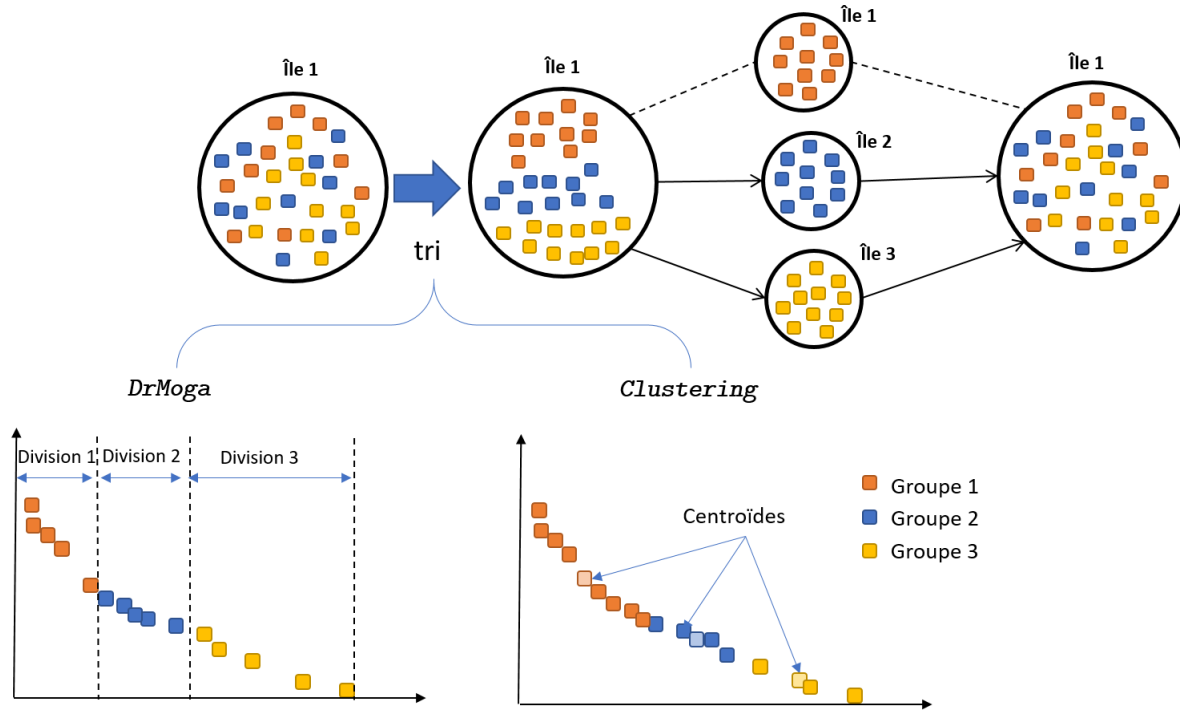 Île 1
Île 1
Île 1
Île 1
Île 2
Île 3
tri
DrMoga
Clustering
Division 1
Division 2
Division 3
Centroïdes
Groupe 1
Groupe 2
Groupe 3